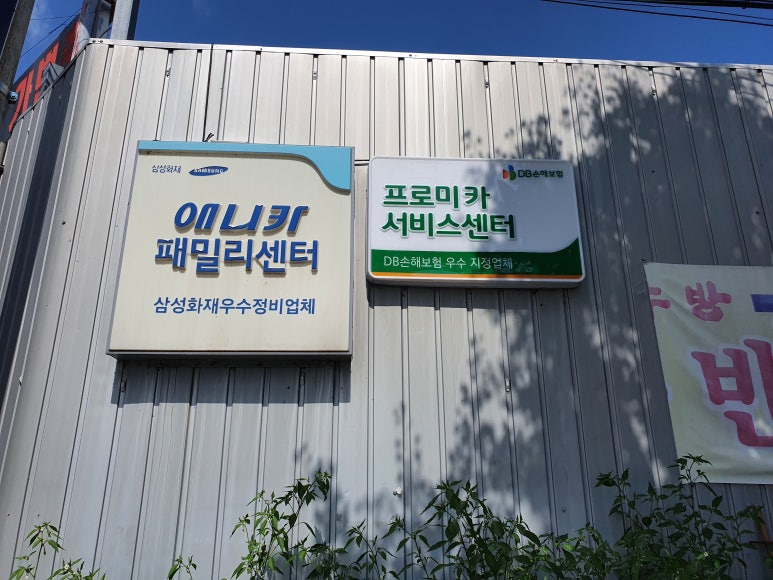 삼성화재 SAMSUNG
애니카
패밀리센터
삼성화재우수정비업체
DB손해보험
프로미카
서비스센터
DB손해보험 우수 지정업체
방
빈